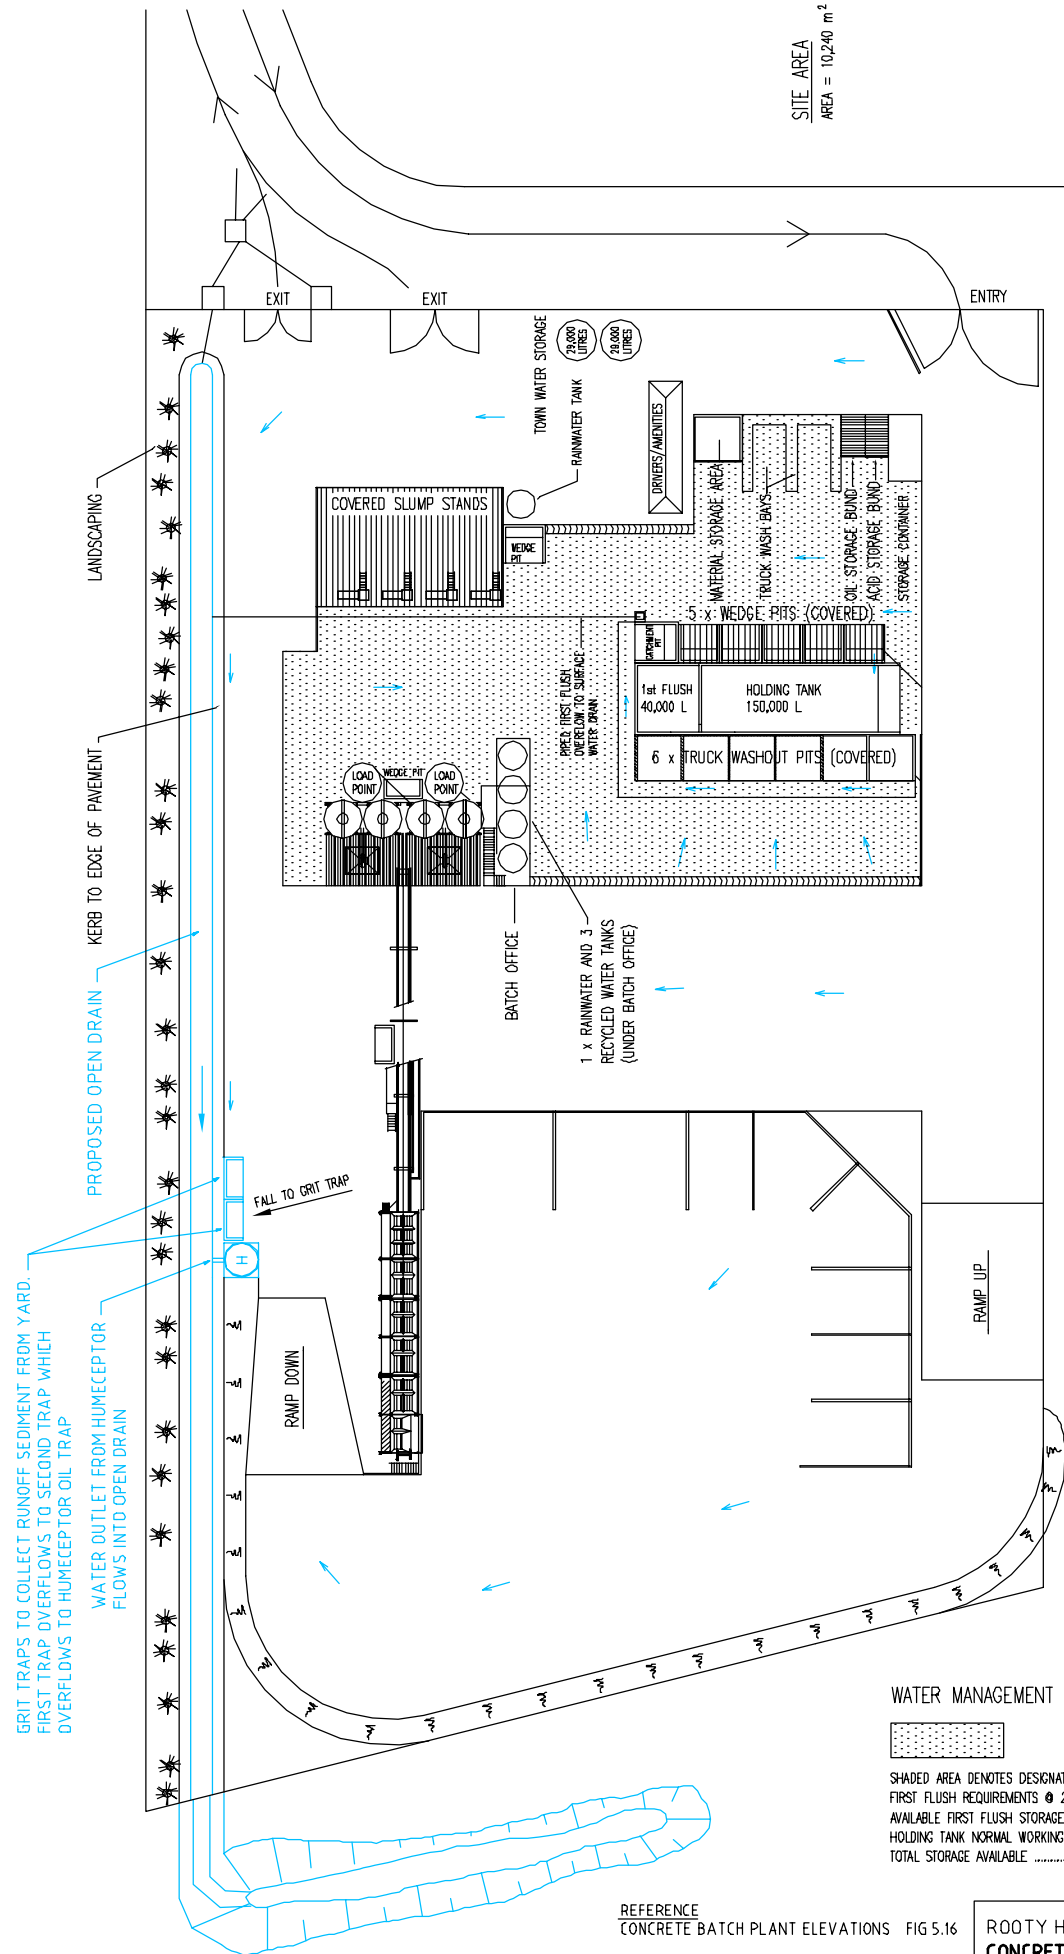 SITE AREA
AREA = 10,240 m²
EXIT
EXIT
ENTRY
LANDSCAPING
TOWN WATER STORAGE
29,000
LITRES
29,000
LITRES
RAINWATER TANK
DRIVERS/AMENITIES
COVERED SLUMP STANDS
WEDGE
PIT
MATERIAL STORAGE AREA
TRUCK WASH BAYS
OIL STORAGE BUND
ACID STORAGE BUND
STORAGE CONTAINER
5 x WEDGE PITS (COVERED)
CATCHMENT
PIT
1st FLUSH
40,000 L
HOLDING TANK
150,000 L
6 x TRUCK WASHOUT PITS (COVERED)
PIPED FIRST FLUSH
OVERFLOW TO SURFACE
WATER DRAIN
LOAD
POINT
WEDGE PIT
LOAD
POINT
KERB TO EDGE OF PAVEMENT
PROPOSED OPEN DRAIN
BATCH OFFICE
1 x RAINWATER AND 3
RECYCLED WATER TANKS
(UNDER BATCH OFFICE)
FALL TO GRIT TRAP
H
GRIT TRAPS TO COLLECT RUNOFF SEDIMENT FROM YARD.
FIRST TRAP OVERFLOWS TO SECOND TRAP WHICH
OVERFLOWS TO HUMECEPTOR OIL TRAP
WATER OUTLET FROM HUMECEPTOR
FLOWS INTO OPEN DRAIN
RAMP DOWN
RAMP UP
WATER MANAGEMENT
SHADED AREA DENOTES DESIGNAT
FIRST FLUSH REQUIREMENTS @ 2
AVAILABLE FIRST FLUSH STORAGE
HOLDING TANK NORMAL WORKING
TOTAL STORAGE AVAILABLE ..........
REFERENCE
CONCRETE BATCH PLANT ELEVATIONS FIG 5.16
ROOTY H
CONCRET